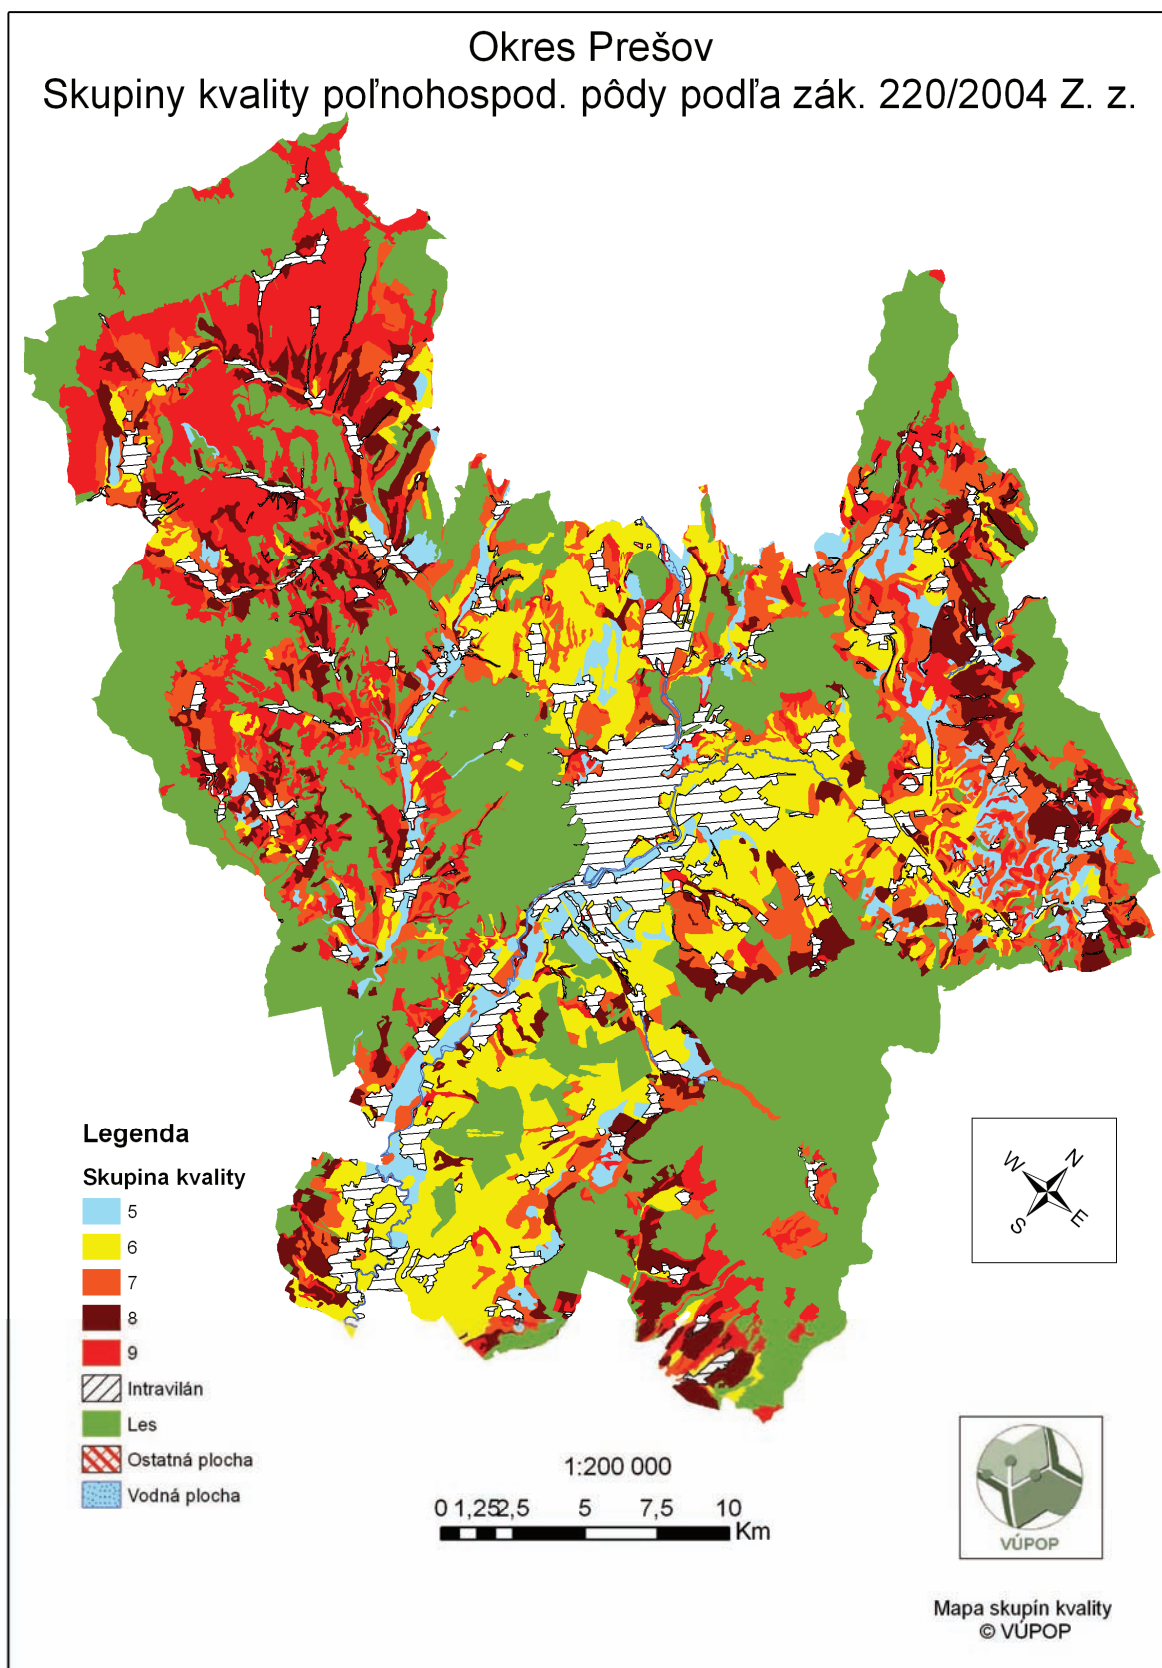 Okres Prešov
Skupiny kvality poľnohospod. pôdy podľa zák. 220/2004 Z. z.
Legenda
Skupina kvality
5
6
7
8
9
Intravilán
Les
Ostatná plocha
Vodná plocha
W N
S E
1:200 000
0 1,25 2,5 5 7,5 10
Km
VÚPOP
Mapa skupín kvality
© VÚPOP